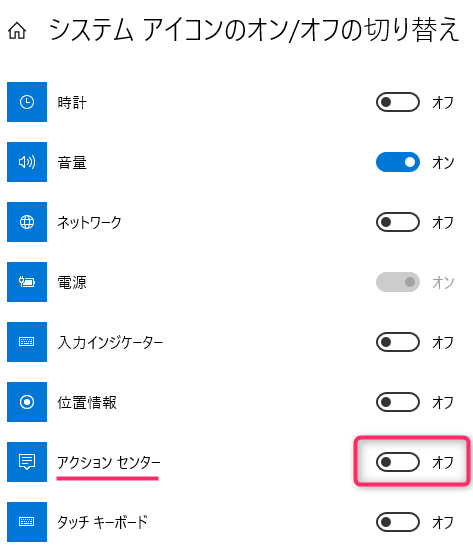 システム アイコンのオン/オフの切り替え
時計 オフ
音量 オン
ネットワーク オフ
電源 オン
入力インジケーター オフ
位置情報 オフ
アクション センター オフ
タッチ キーボード オフ